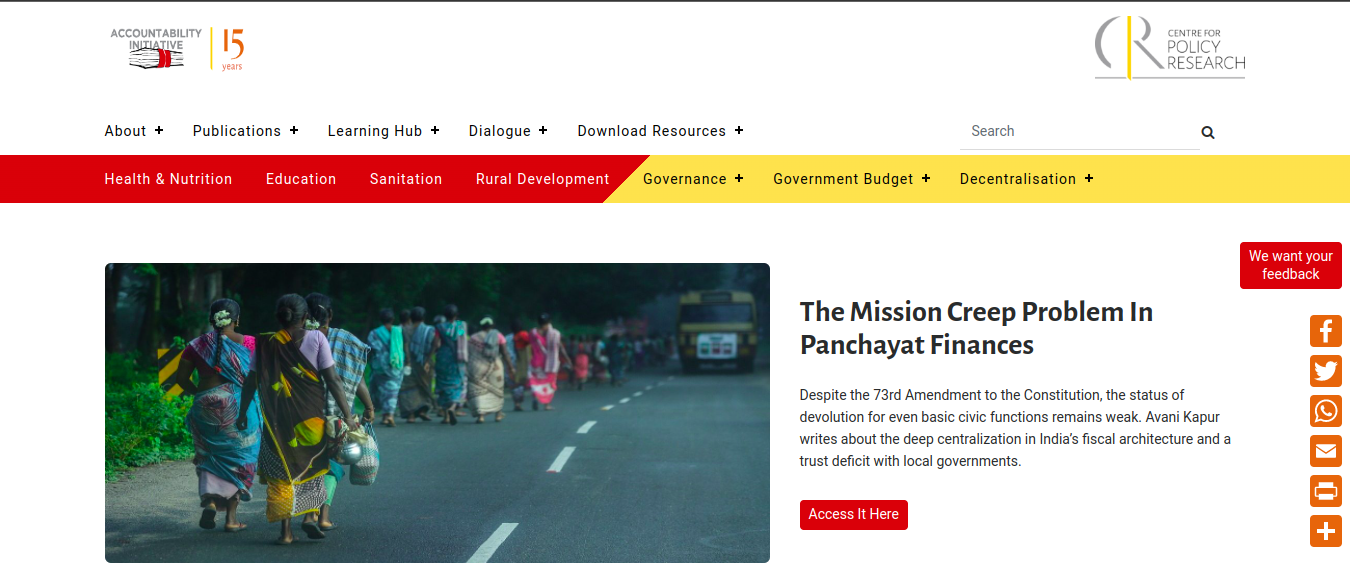 ACCOUNTABILITY
INITIATIVE
15
years
CENTRE FOR
POLICY
RESEARCH
About
Publications
Learning Hub
Dialogue
Download Resources
Search
Health & Nutrition
Education
Sanitation
Rural Development
Governance
Government Budget
Decentralisation
We want your
feedback
The Mission Creep Problem In
Panchayat Finances
Despite the 73rd Amendment to the Constitution, the status of
devolution for even basic civic functions remains weak. Avani Kapur
writes about the deep centralization in India’s fiscal architecture and a
trust deficit with local governments.
Access It Here